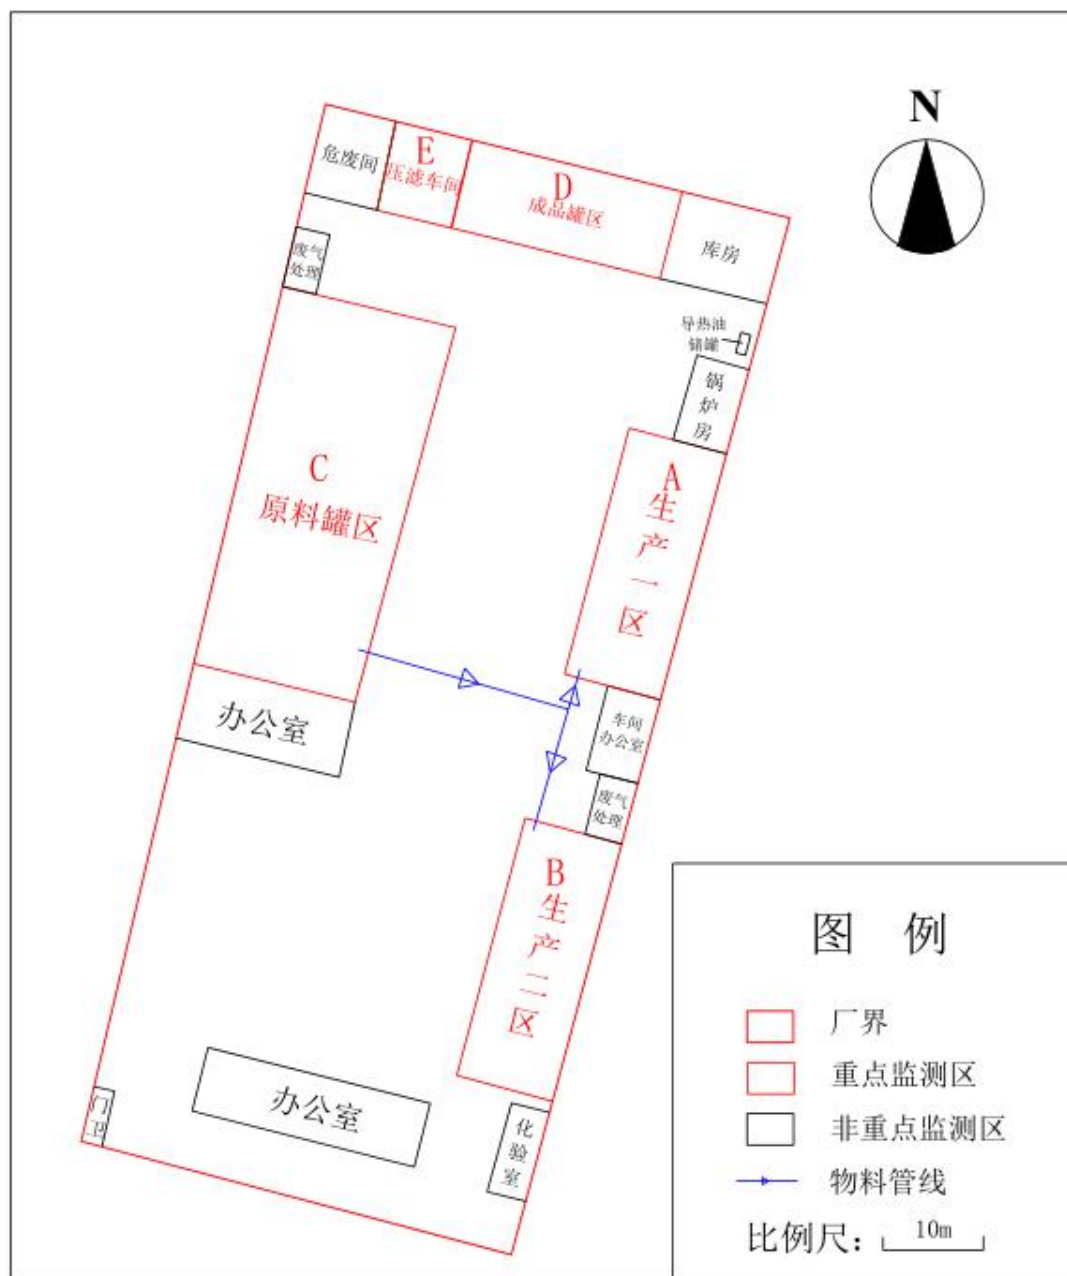 N
危废间
E
压滤车间
D
成品罐区
库房
废气
处理
导热油
储罐
锅
炉
房
C
原料罐区
A
生
产
一
区
办公室
车间
办公室
废气
处理
B
生
产
二
区
门
卫
办公室
化
验
室
图 例
厂界
重点监测区
非重点监测区
物料管线
比例尺: 10m